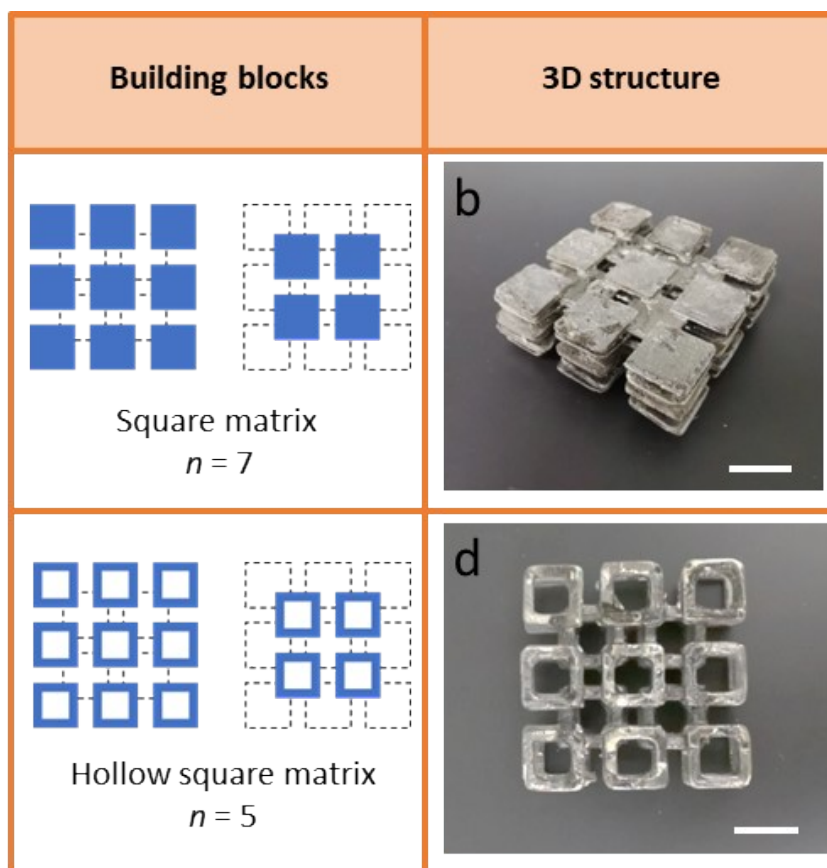 Building blocks
3D structure
b
Square matrix
n = 7
d
Hollow square matrix
n = 5